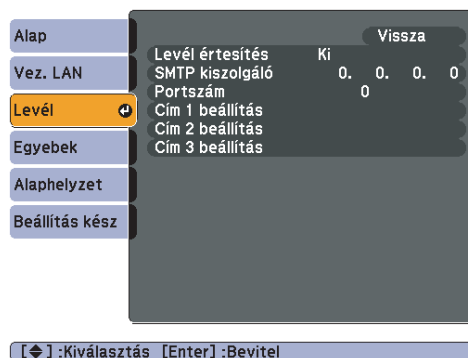 Alap
Vez. LAN
Levél
Egyebek
Alaphelyzet
Beállítás kész
Vissza
Levél értesítés Ki
SMTP kiszolgáló 0. 0. 0. 0
Portszám 0
Cím 1 beállítás
Cím 2 beállítás
Cím 3 beállítás
[◆] :Kiválasztás [Enter] :Bevitel